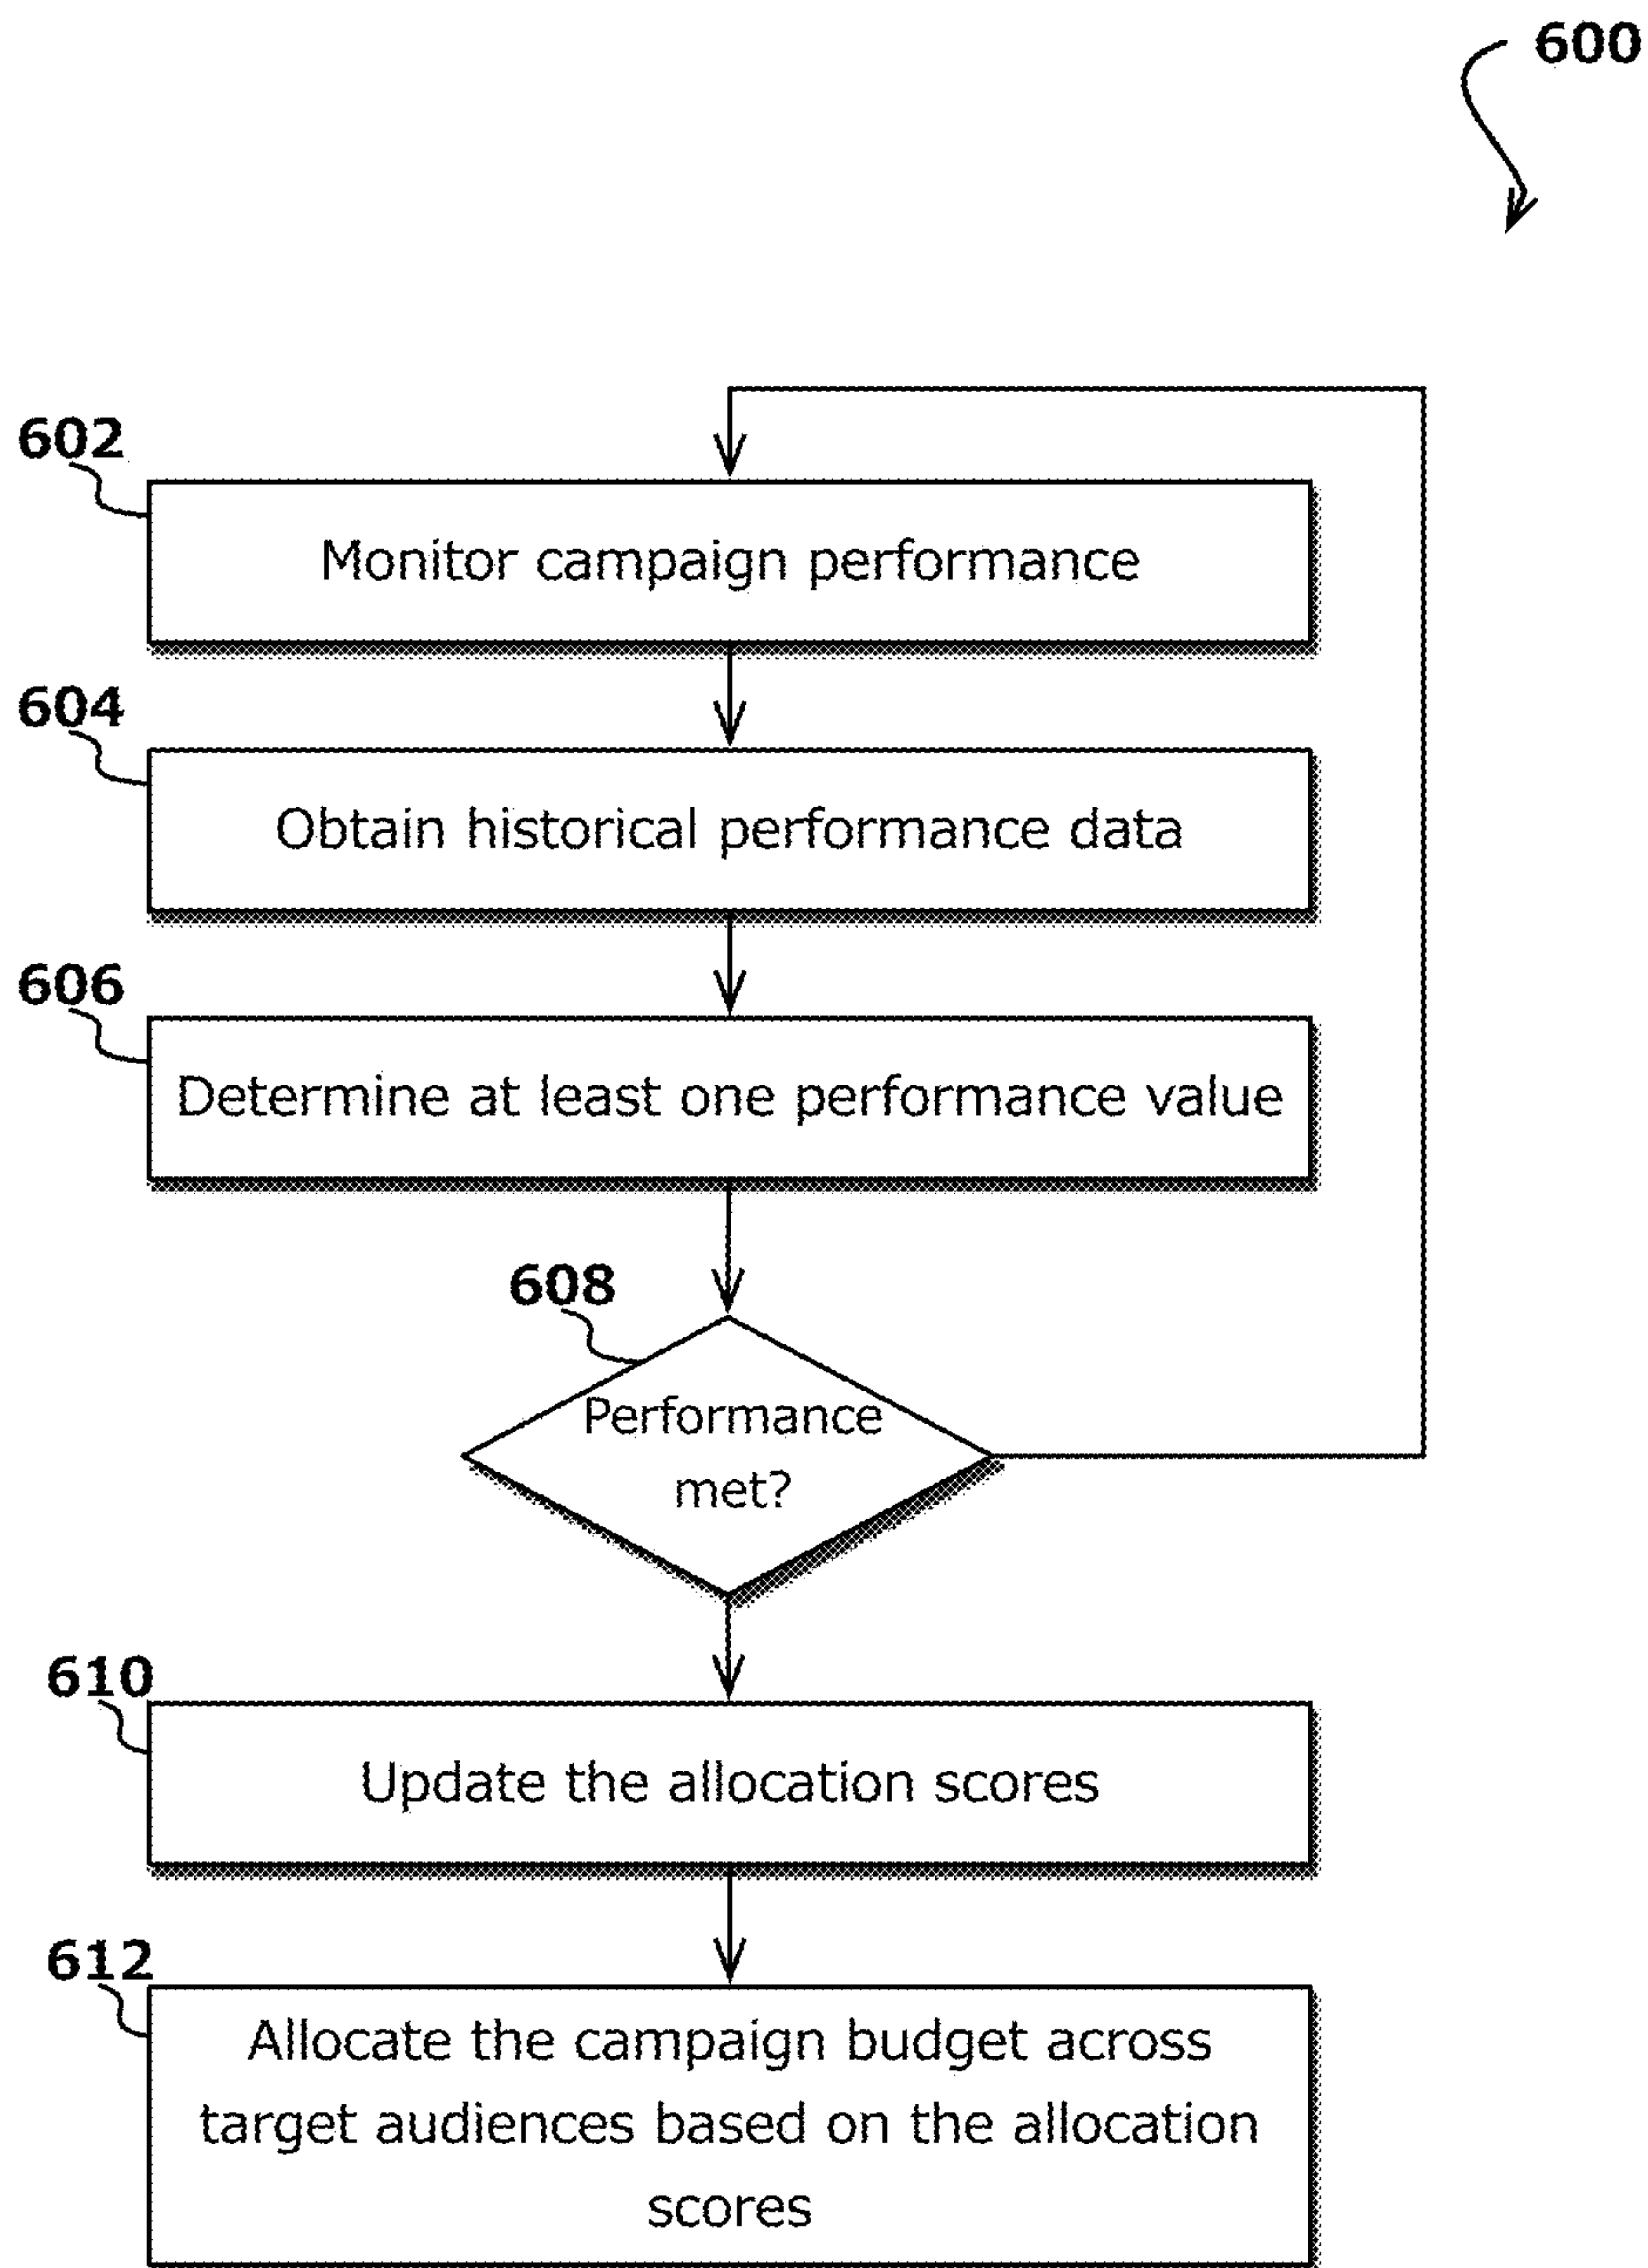 600
602
Monitor campaign performance
604
Obtain historical performance data
606
Determine at least one performance value
608
Performance
met?
610
Update the allocation scores
612
Allocate the campaign budget across
target audiences based on the allocation
scores